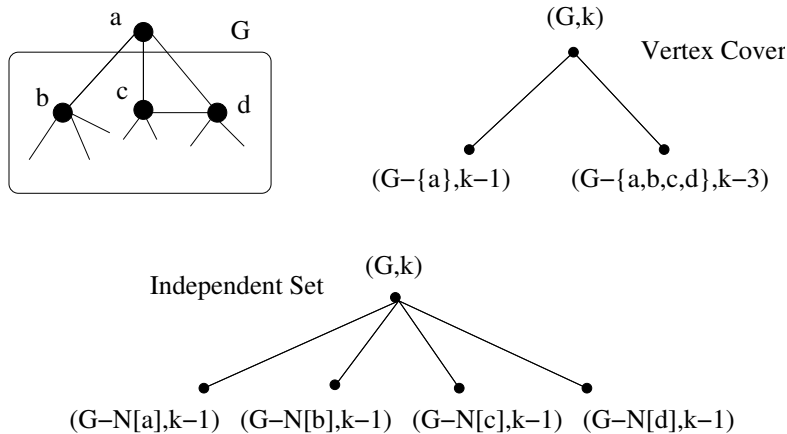 a
G
b
c
d
(G,k)
Vertex Cover
(G−{a},k−1)
(G−{a,b,c,d},k−3)
(G,k)
Independent Set
(G−N[a],k−1)
(G−N[b],k−1)
(G−N[c],k−1)
(G−N[d],k−1)